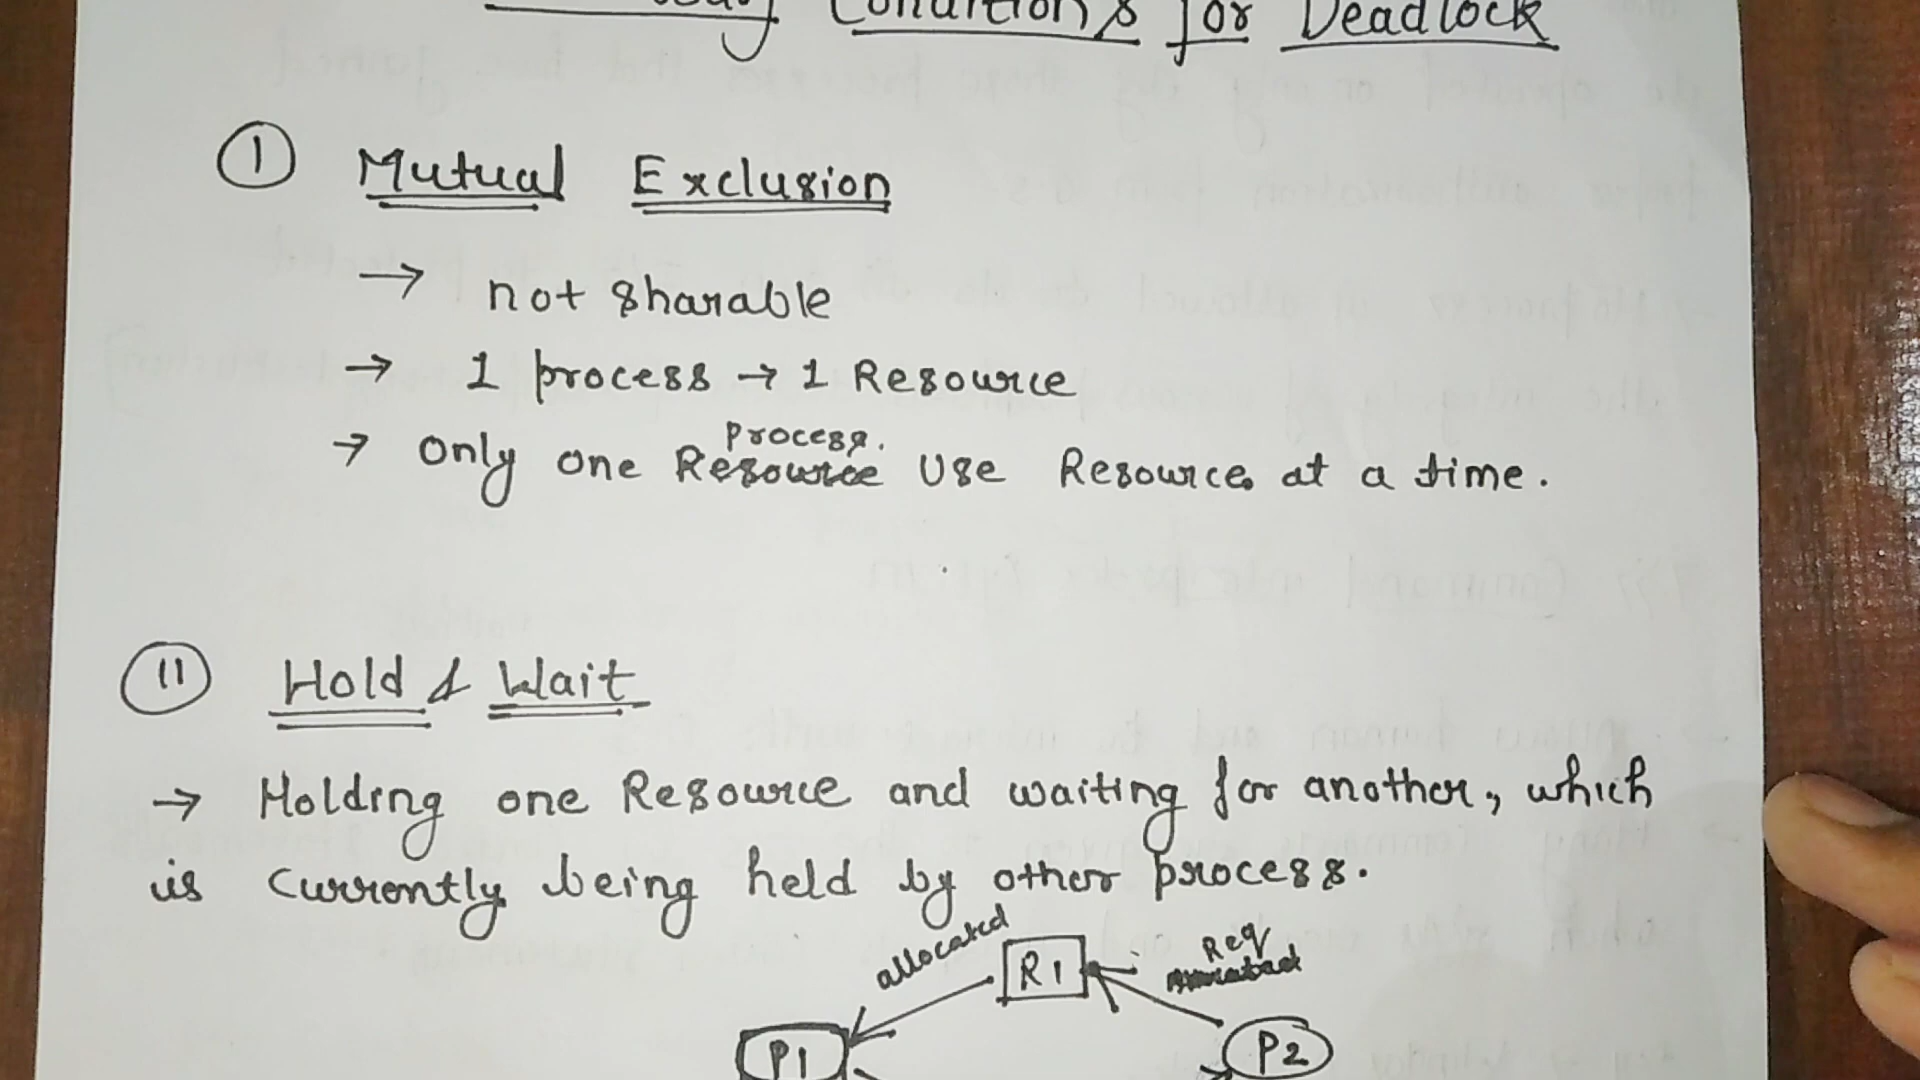 Conditions for Deadlock
I Mutual Exclusion
→ not sharable
→ 1 process → 1 Resource
process.
→ Only one Resource Use Resource at a time.
II Hold & Wait
→ Holding one Resource and waiting for another, which
is currently being held by other process.
allocated R1 Req
P1 P2